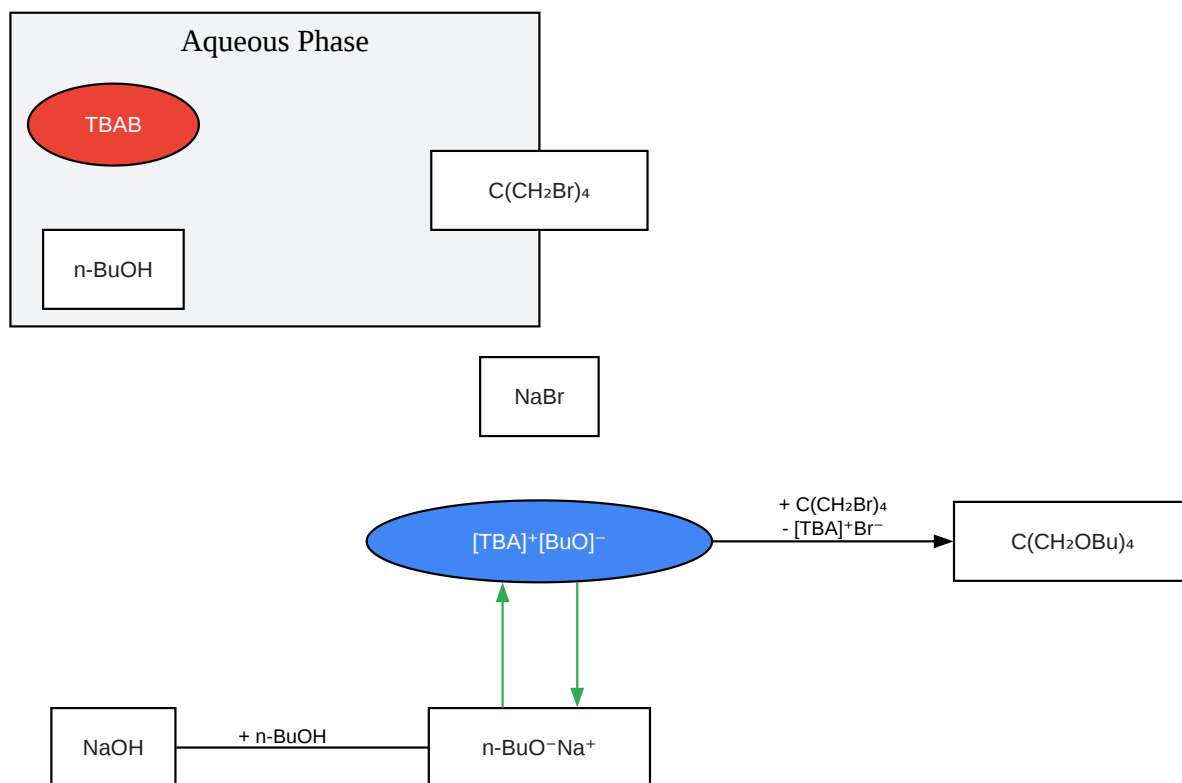 Aqueous Phase
TBAB
C(CH₂Br)₄
n-BuOH
NaBr
[TBA]⁺[BuO]⁻
+ C(CH₂Br)₄
- [TBA]⁺Br⁻
C(CH₂OBu)₄
NaOH
+ n-BuOH
n-BuO⁻Na⁺